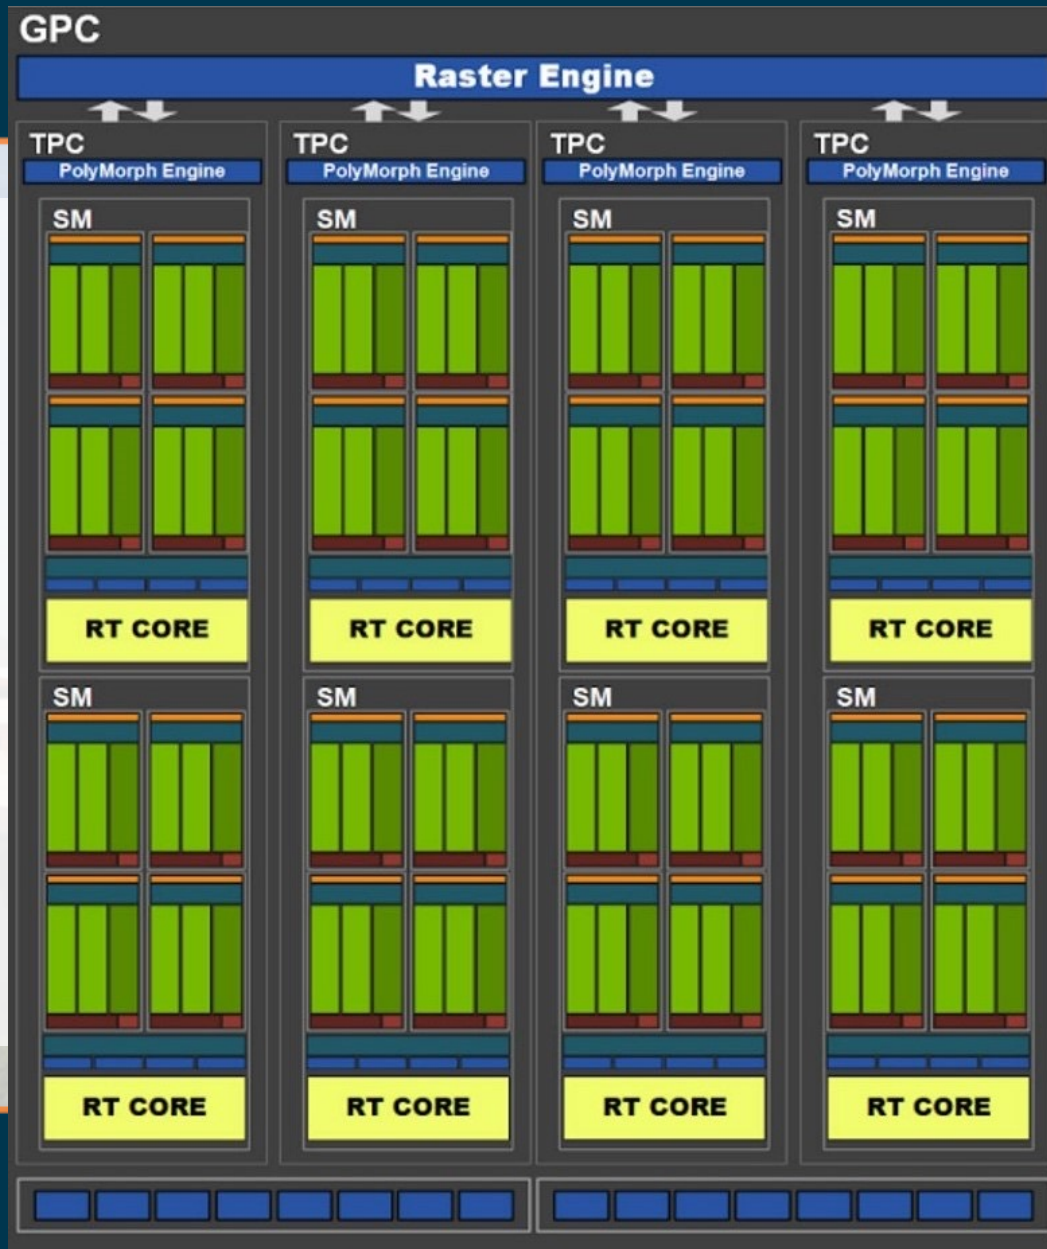 GPC
Raster Engine
TPC TPC TPC TPC
PolyMorph Engine PolyMorph Engine PolyMorph Engine PolyMorph Engine
SM SM SM SM
RT CORE RT CORE RT CORE RT CORE
SM SM SM SM
RT CORE RT CORE RT CORE RT CORE